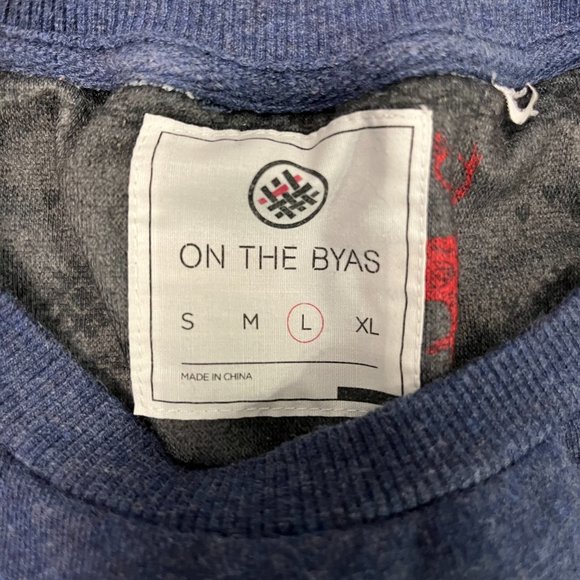 ON THE BYAS
S M L XL
MADE IN CHINA